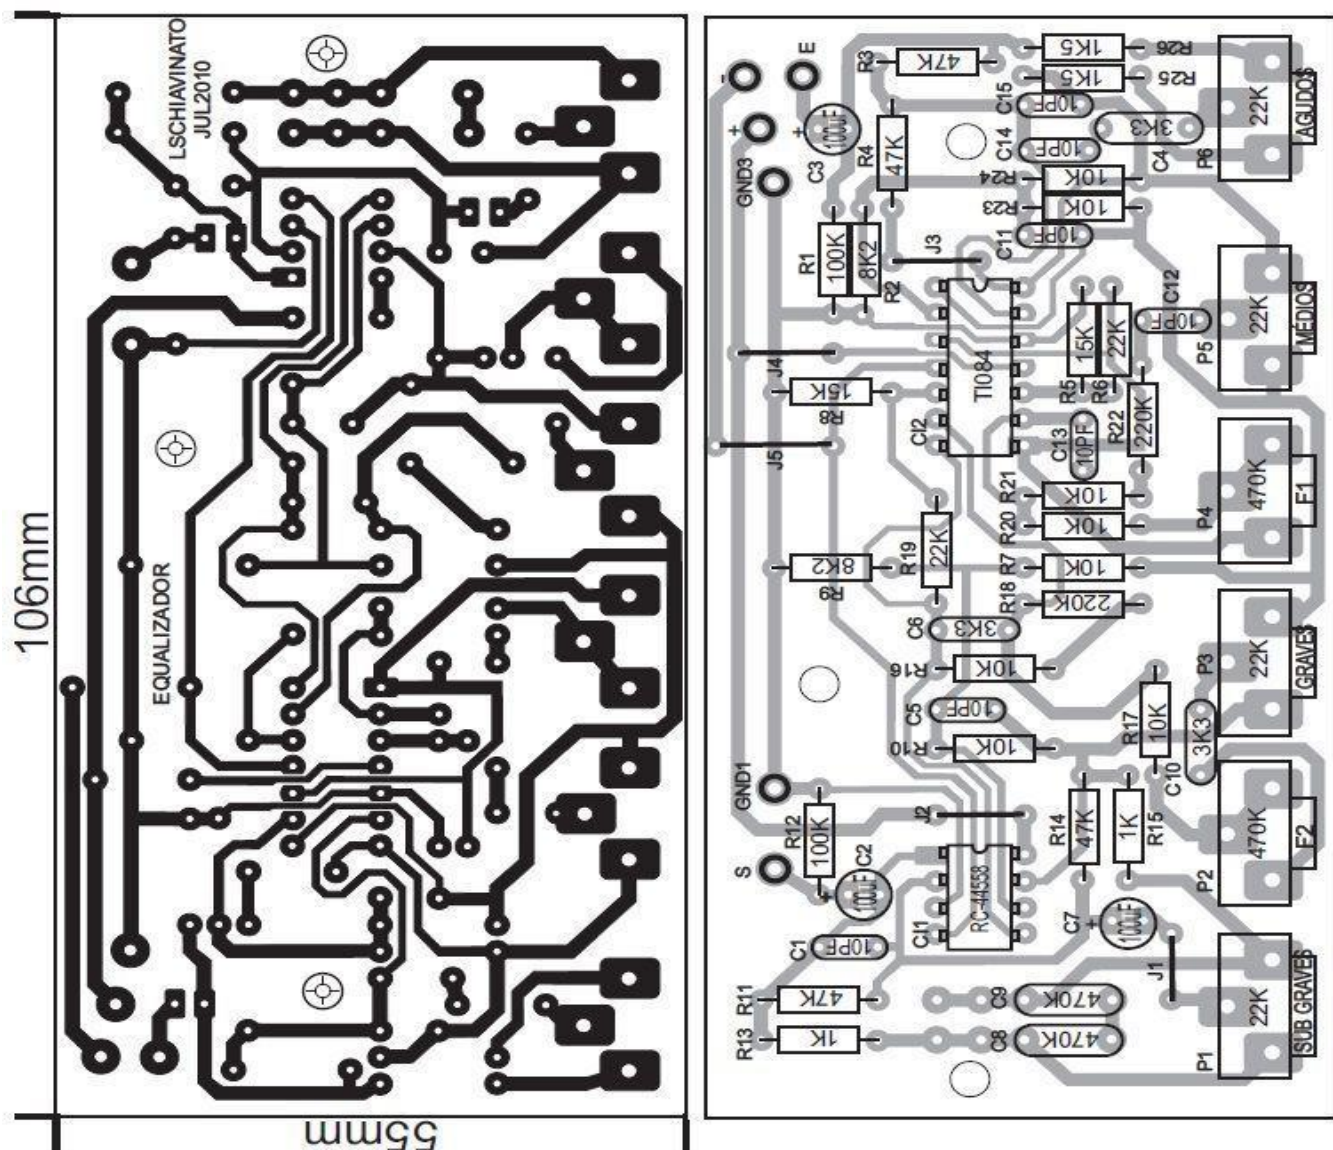 LSCHIAVINATO
JUL2010
EQUALIZADOR
106mm
55mm
-
E
+
GND3
+
100uF
C3
R3
47K
R4
47K
1K5
R26
1K5
R25
C15
10PF
C14
10PF
3K3
C4
R24
10K
R23
10K
C11
10PF
P6
22K
AGUDOS
R1
100K
8K2
R2
J3
C12
10PF
P5
22K
MÉDIOS
J4
15K
R8
J5
TI084
CI2
15K
22K
R5
R6
R22
220K
C13
10PF
R21
10K
R20
10K
P4
470K
F1
R19
22K
8K2
R9
R7
10K
R18
220K
C6
3K3
R16
10K
C5
10PF
R10
10K
R17
10K
C10
3K3
P3
22K
GRAVES
GND1
S
R12
100K
J2
R14
47K
1K
R15
P2
470K
F2
+
100uF
C2
RC-44558
CI1
C1
10PF
C7
+
100uF
J1
R11
47K
R13
1K
C9
470K
C8
470K
P1
22K
SUB GRAVES